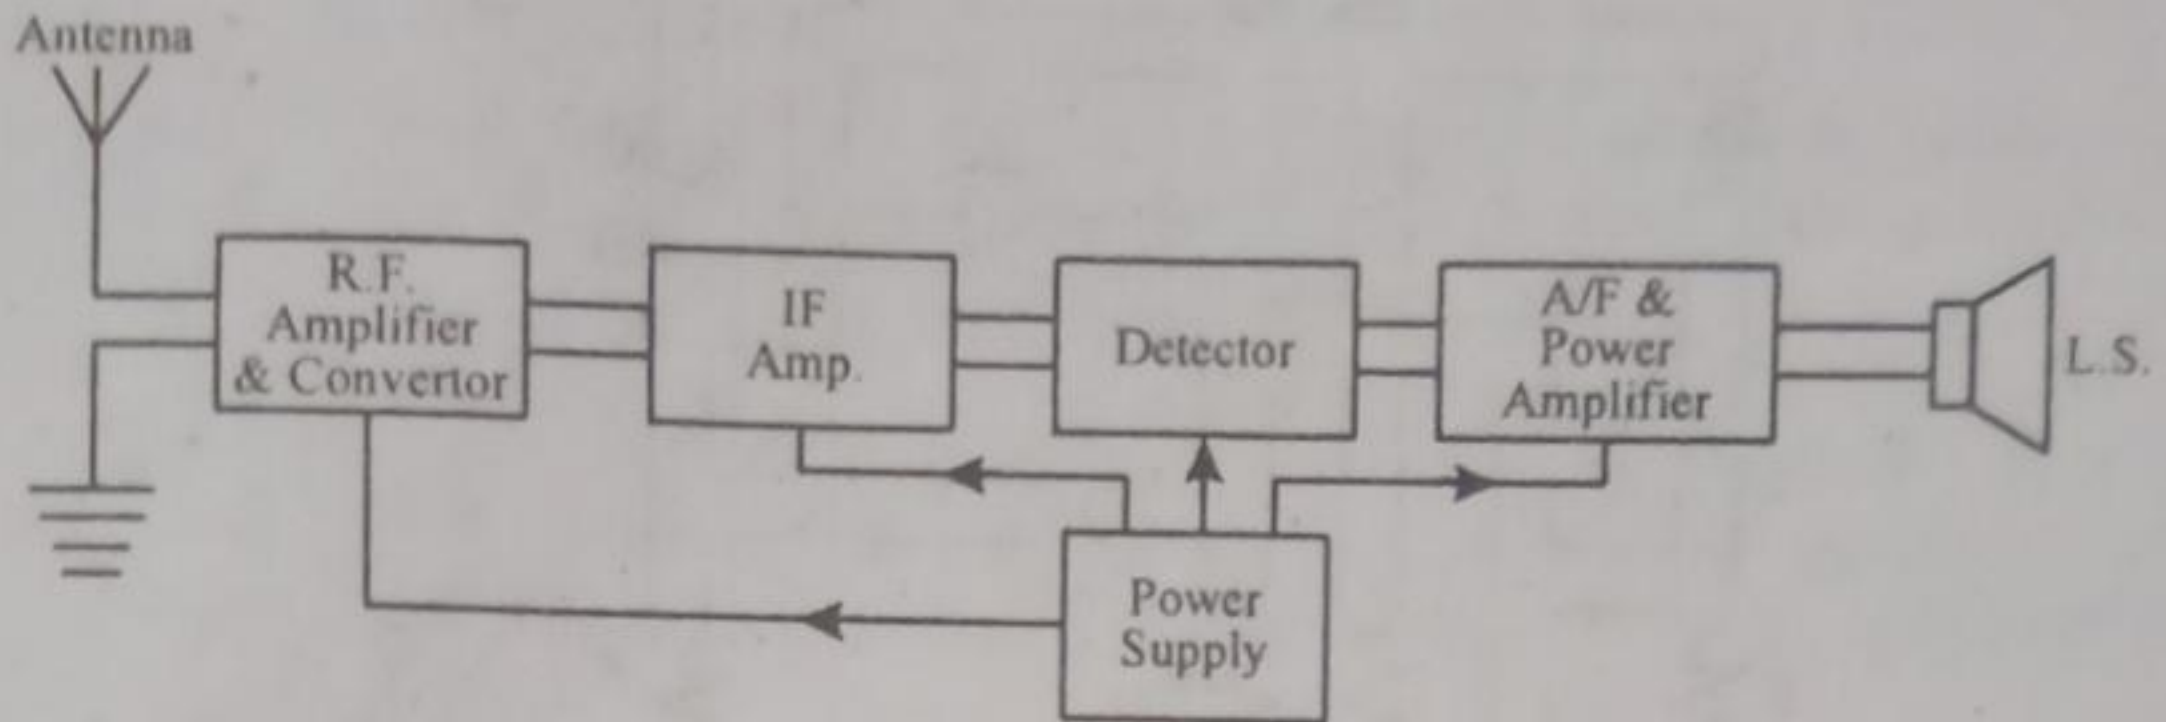 Antenna
R.F.
Amplifier
& Convertor
IF
Amp.
Detector
A/F &
Power
Amplifier
L.S.
Power
Supply